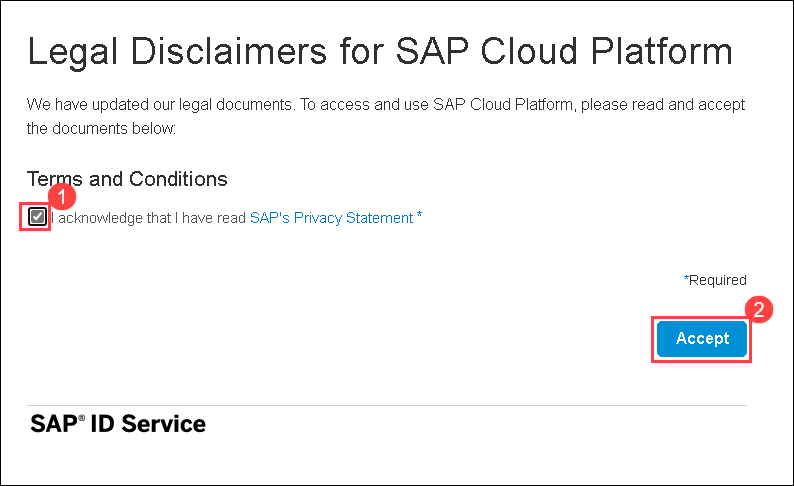 Legal Disclaimers for SAP Cloud Platform
We have updated our legal documents. To access and use SAP Cloud Platform, please read and accept
the documents below:
Terms and Conditions
1
I acknowledge that I have read SAP's Privacy Statement *
*Required
2
Accept
SAP® ID Service